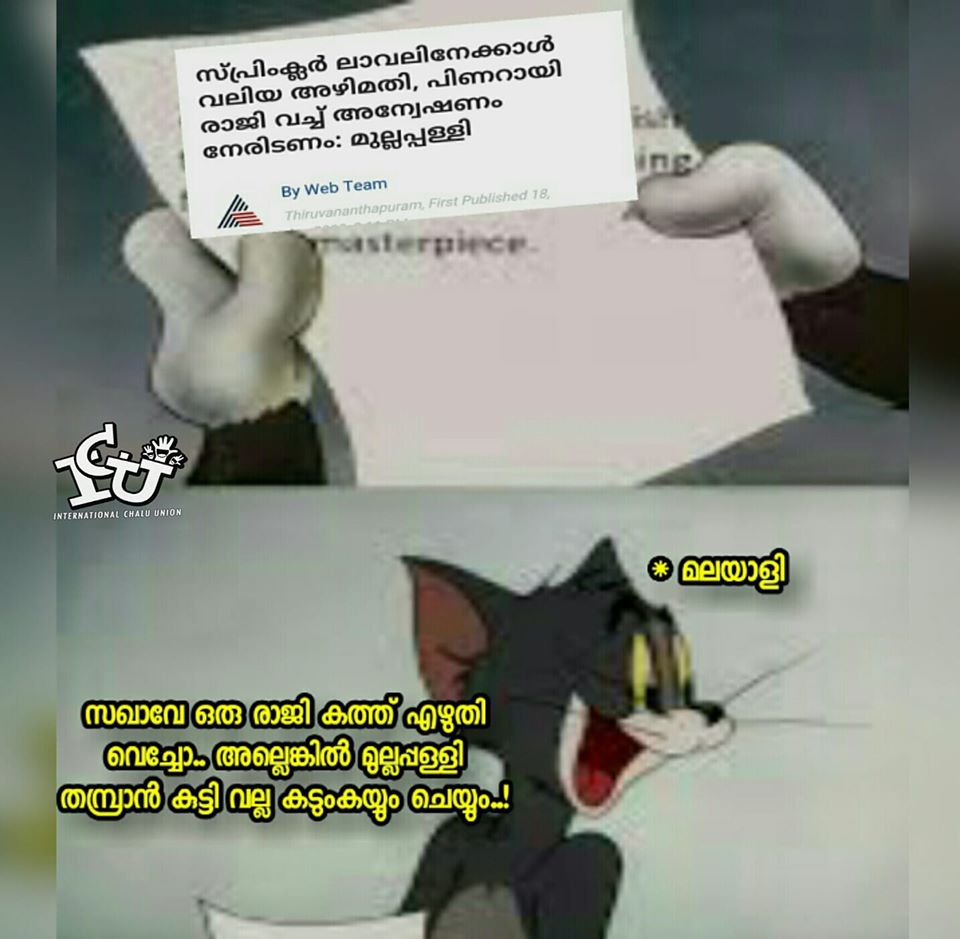 സ്പ്രിംക്ലർ ലാവലിനേക്കാൾ
വലിയ അഴിമതി, പിണറായി
രാജി വച്ച് അന്വേഷണം
നേരിടണം: മുല്ലപ്പള്ളി
By Web Team
Thiruvananthapuram, First Published 18,
ing
masterpiece.
ICU
INTERNATIONAL CHALU UNION
* മലയാളി
സഖാവേ ഒരു രാജി കത്ത് എഴുതി
വെച്ചോ.. അല്ലെങ്കിൽ മുല്ലപ്പള്ളി
തമ്പ്രാൻ കുട്ടി വല്ല കടുംകയ്യും ചെയ്യും..!